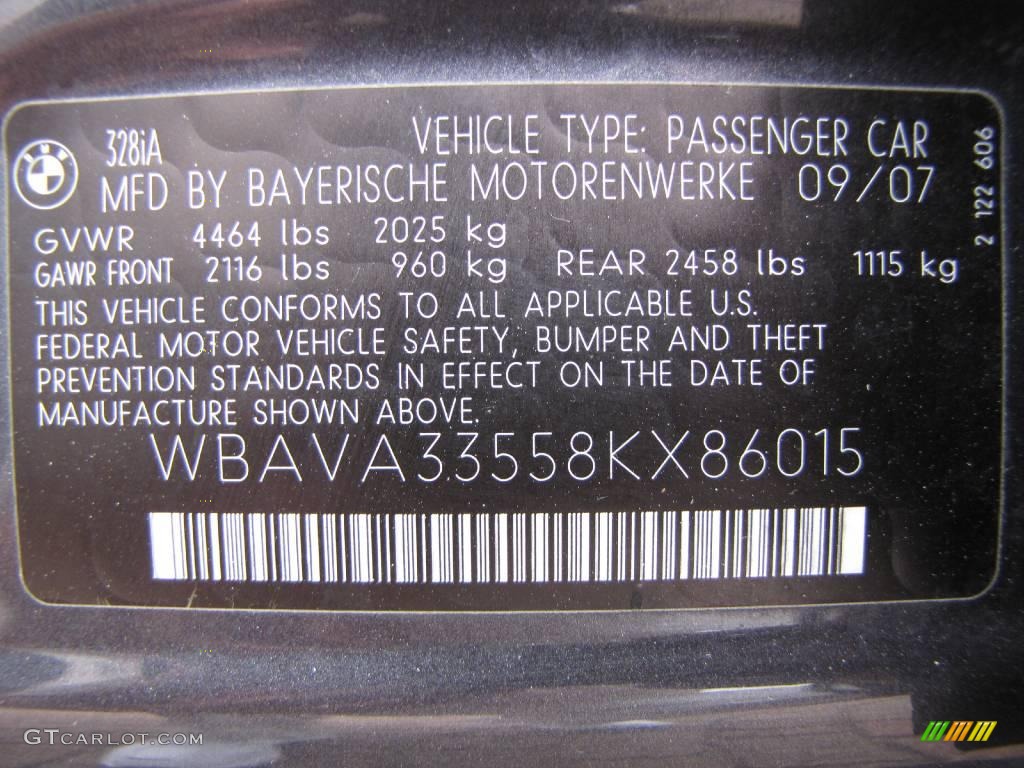 328iA VEHICLE TYPE: PASSENGER CAR
MFD BY BAYERISCHE MOTORENWERKE 09/07
GVWR 4464 lbs 2025 kg
GAWR FRONT 2116 lbs 960 kg REAR 2458 lbs 1115 kg
THIS VEHICLE CONFORMS TO ALL APPLICABLE U.S.
FEDERAL MOTOR VEHICLE SAFETY, BUMPER AND THEFT
PREVENTION STANDARDS IN EFFECT ON THE DATE OF
MANUFACTURE SHOWN ABOVE.
WBAVA33558KX86015
2 122 606
BMW
GTCARLOT.COM